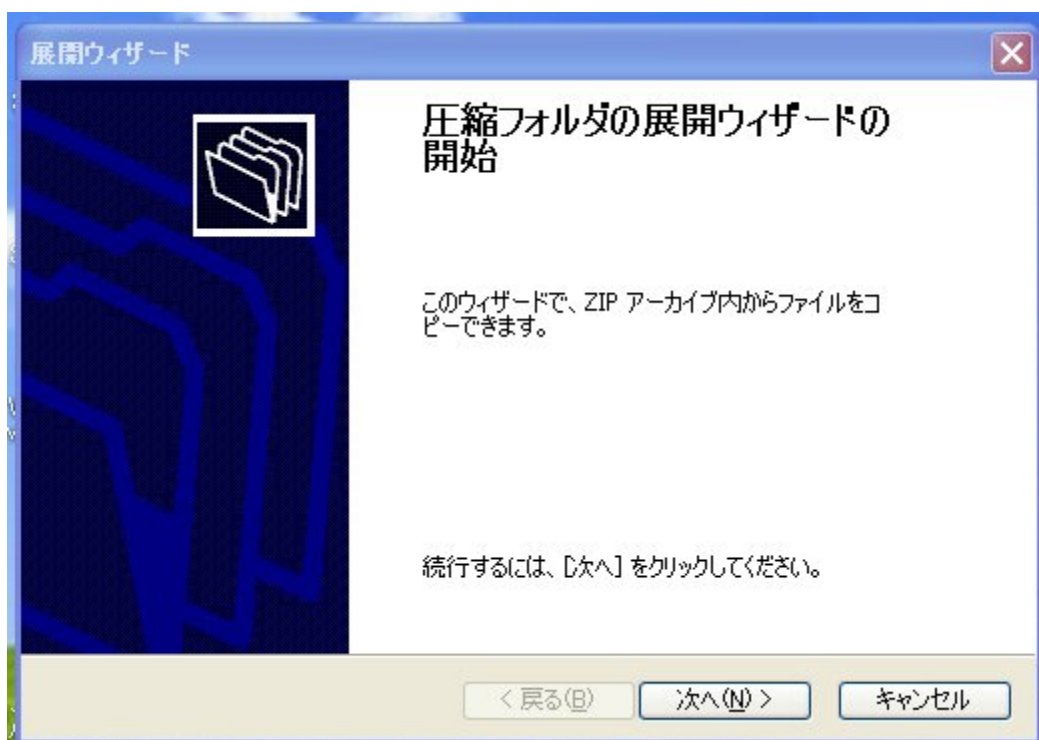 展開ウィザード
圧縮フォルダの展開ウィザードの
開始
このウィザードで、ZIP アーカイブ内からファイルをコ
ピーできます。
続行するには、[次へ] をクリックしてください。
< 戻る(B)
次へ(N) >
キャンセル